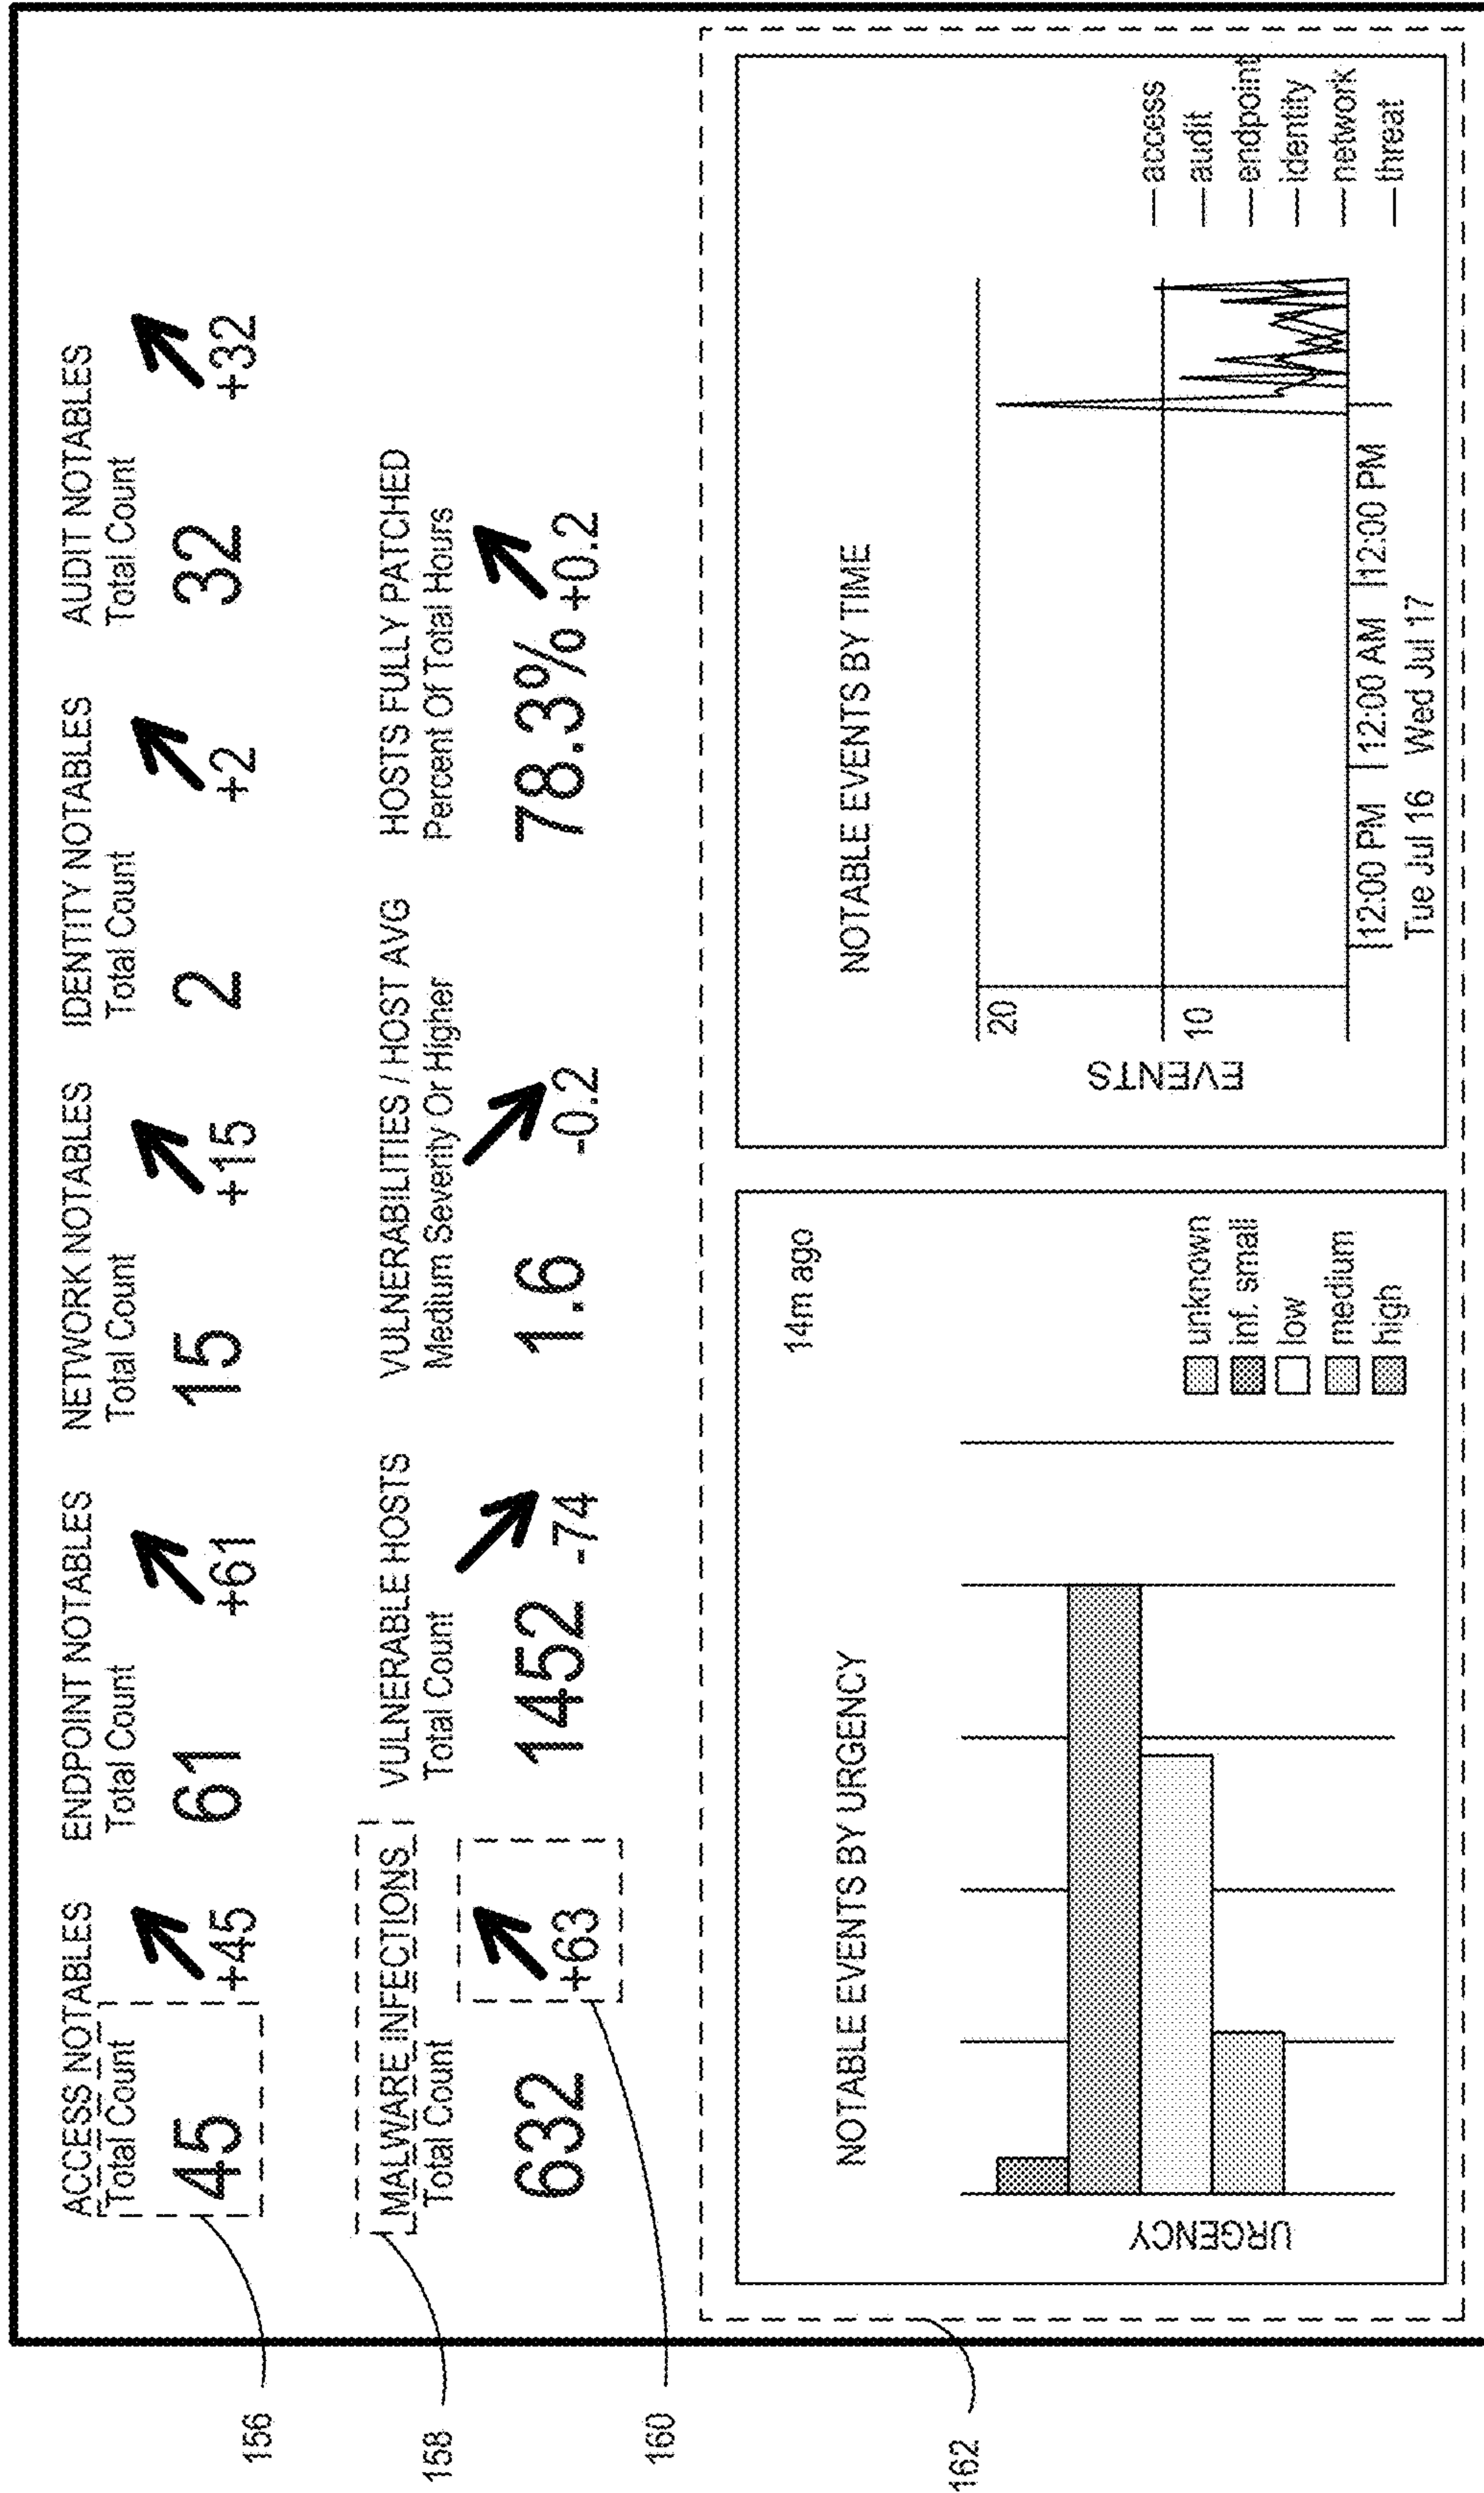 ACCESS NOTABLES
Total Count
45
+45
ENDPOINT NOTABLES
Total Count
61
+61
NETWORK NOTABLES
Total Count
15
+15
IDENTITY NOTABLES
Total Count
2
+2
AUDIT NOTABLES
Total Count
32
+32
MALWARE INFECTIONS
Total Count
632
+63
VULNERABLE HOSTS
Total Count
1452
-74
VULNERABILITIES / HOST AVG
Medium Severity Or Higher
1.6
-0.2
HOSTS FULLY PATCHED
Percent Of Total Hours
78.3%
+0.2
156
158
160
162
NOTABLE EVENTS BY URGENCY
14m ago
URGENCY
unknown
inf. small
low
medium
high
NOTABLE EVENTS BY TIME
EVENTS
20
10
12:00 PM
12:00 AM
12:00 PM
Tue Jul 16
Wed Jul 17
access
audit
endpoint
identity
network
threat